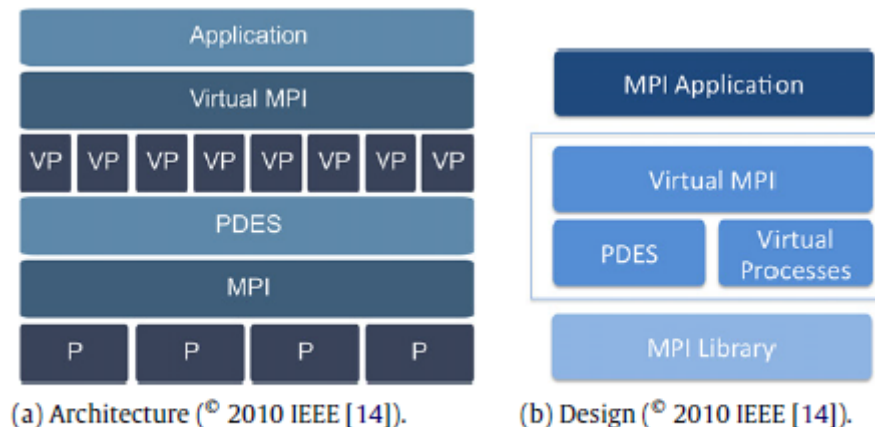 Application
Virtual MPI
VP VP VP VP VP VP VP VP
PDES
MPI
P P P P
(a) Architecture (© 2010 IEEE [14]).
MPI Application
Virtual MPI
PDES
Virtual
Processes
MPI Library
(b) Design (© 2010 IEEE [14]).